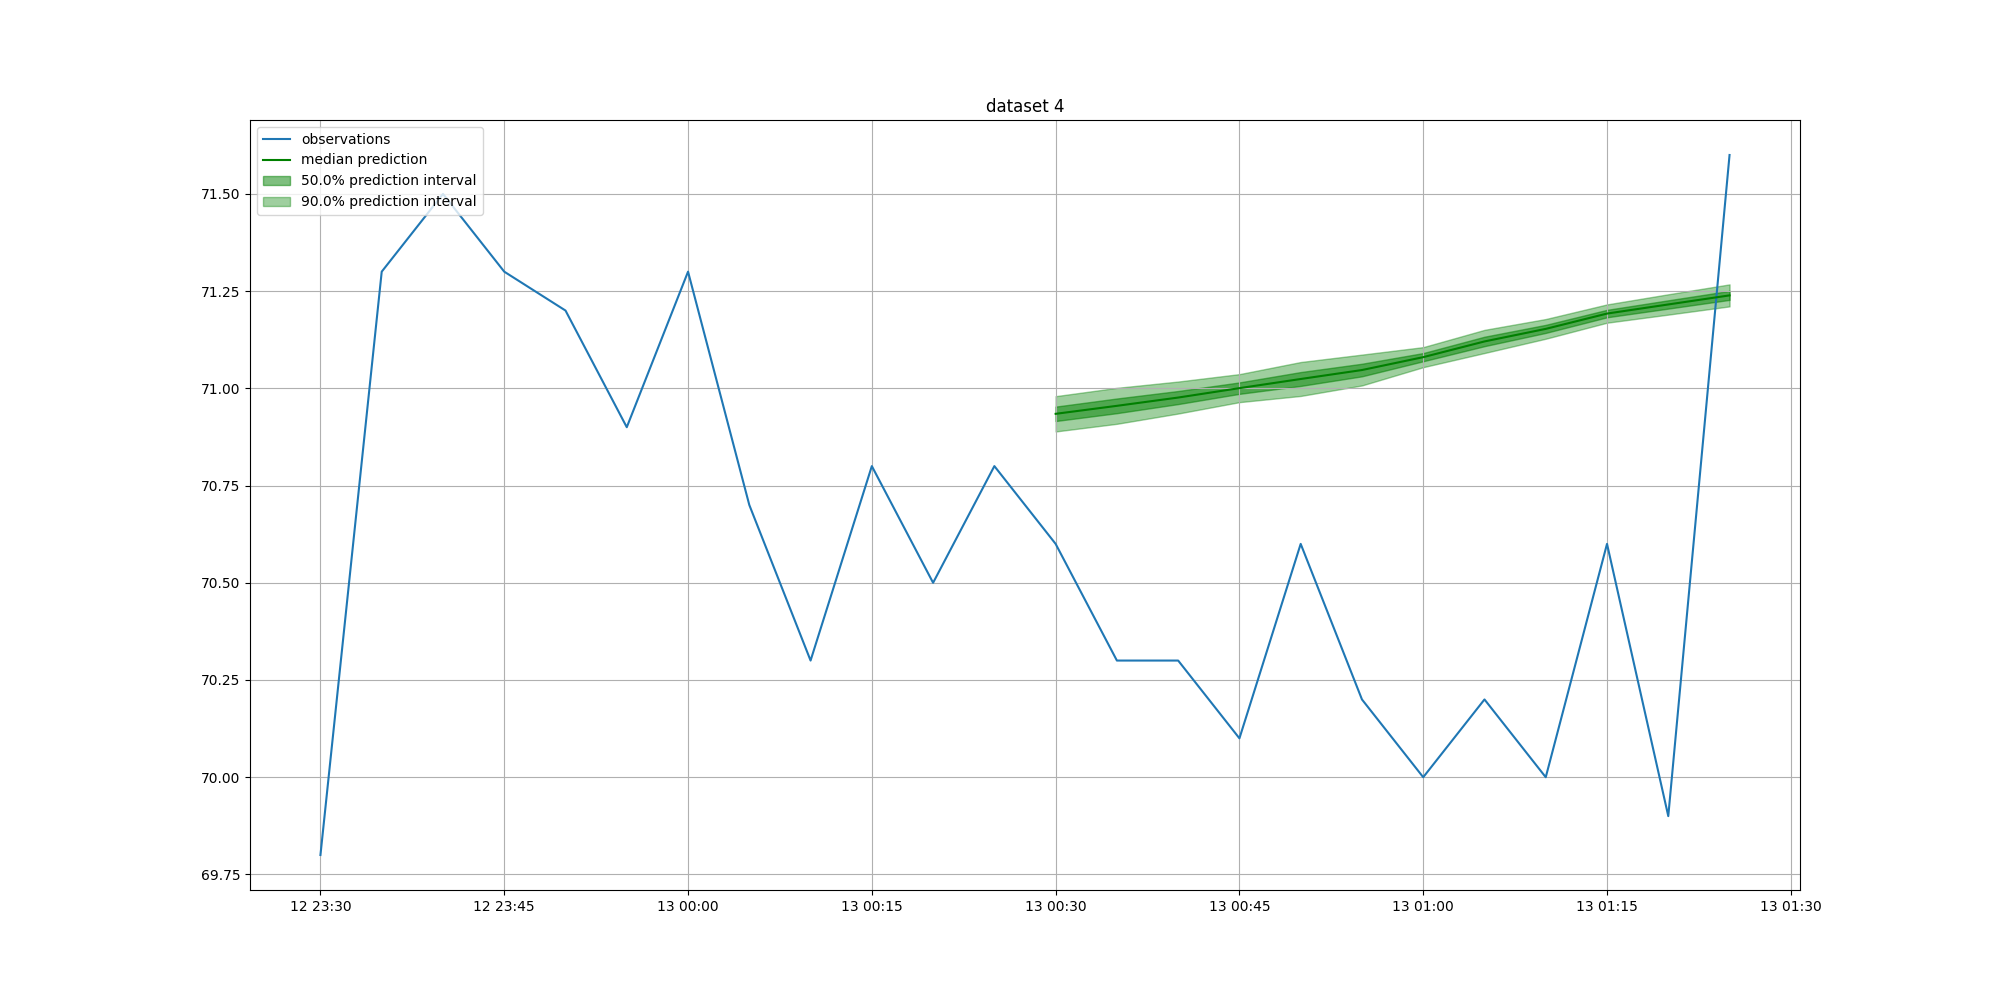 dataset 4
observations
median prediction
50.0% prediction interval
90.0% prediction interval
71.50
71.25
71.00
70.75
70.50
70.25
70.00
69.75
12 23:30 12 23:45 13 00:00 13 00:15 13 00:30 13 00:45 13 01:00 13 01:15 13 01:30